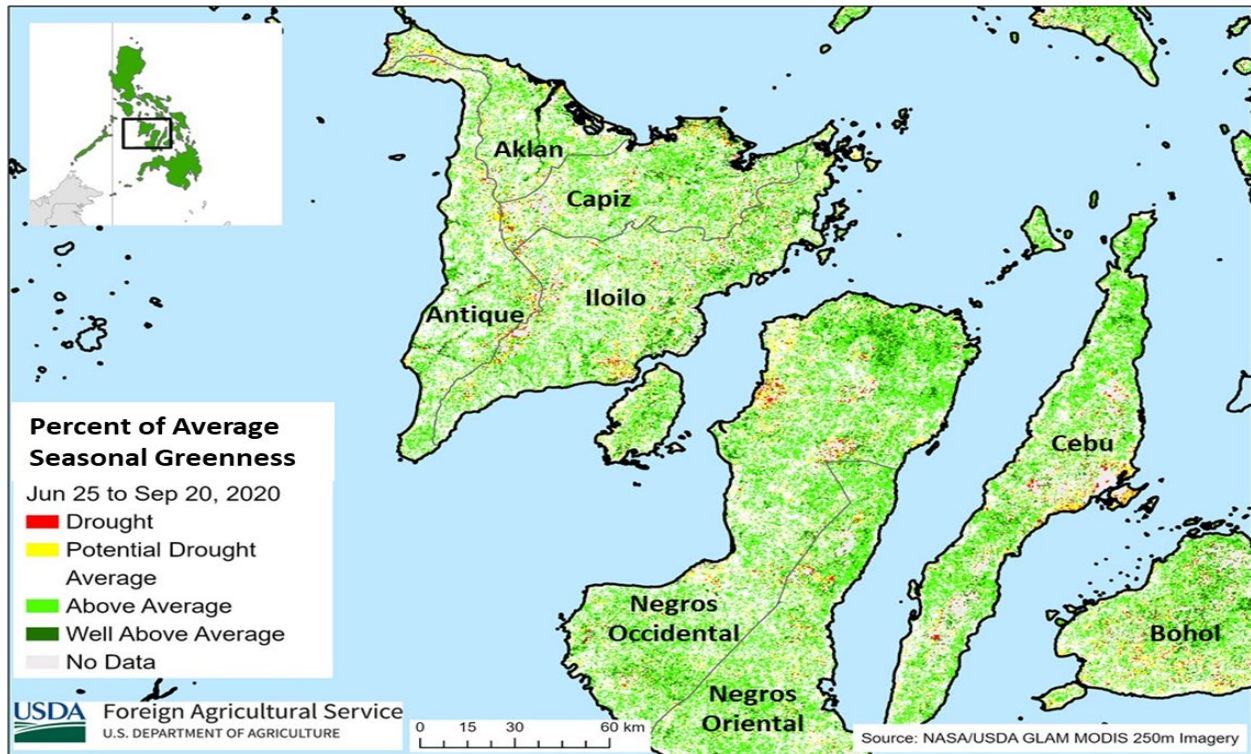 Aklan
Capiz
Antique
Iloilo
Cebu
Negros
Occidental
Negros
Oriental
Bohol
Percent of Average
Seasonal Greenness
Jun 25 to Sep 20, 2020
Drought
Potential Drought
Average
Above Average
Well Above Average
No Data
USDA Foreign Agricultural Service
U.S. DEPARTMENT OF AGRICULTURE
0 15 30 60 km
Source: NASA/USDA GLAM MODIS 250m Imagery